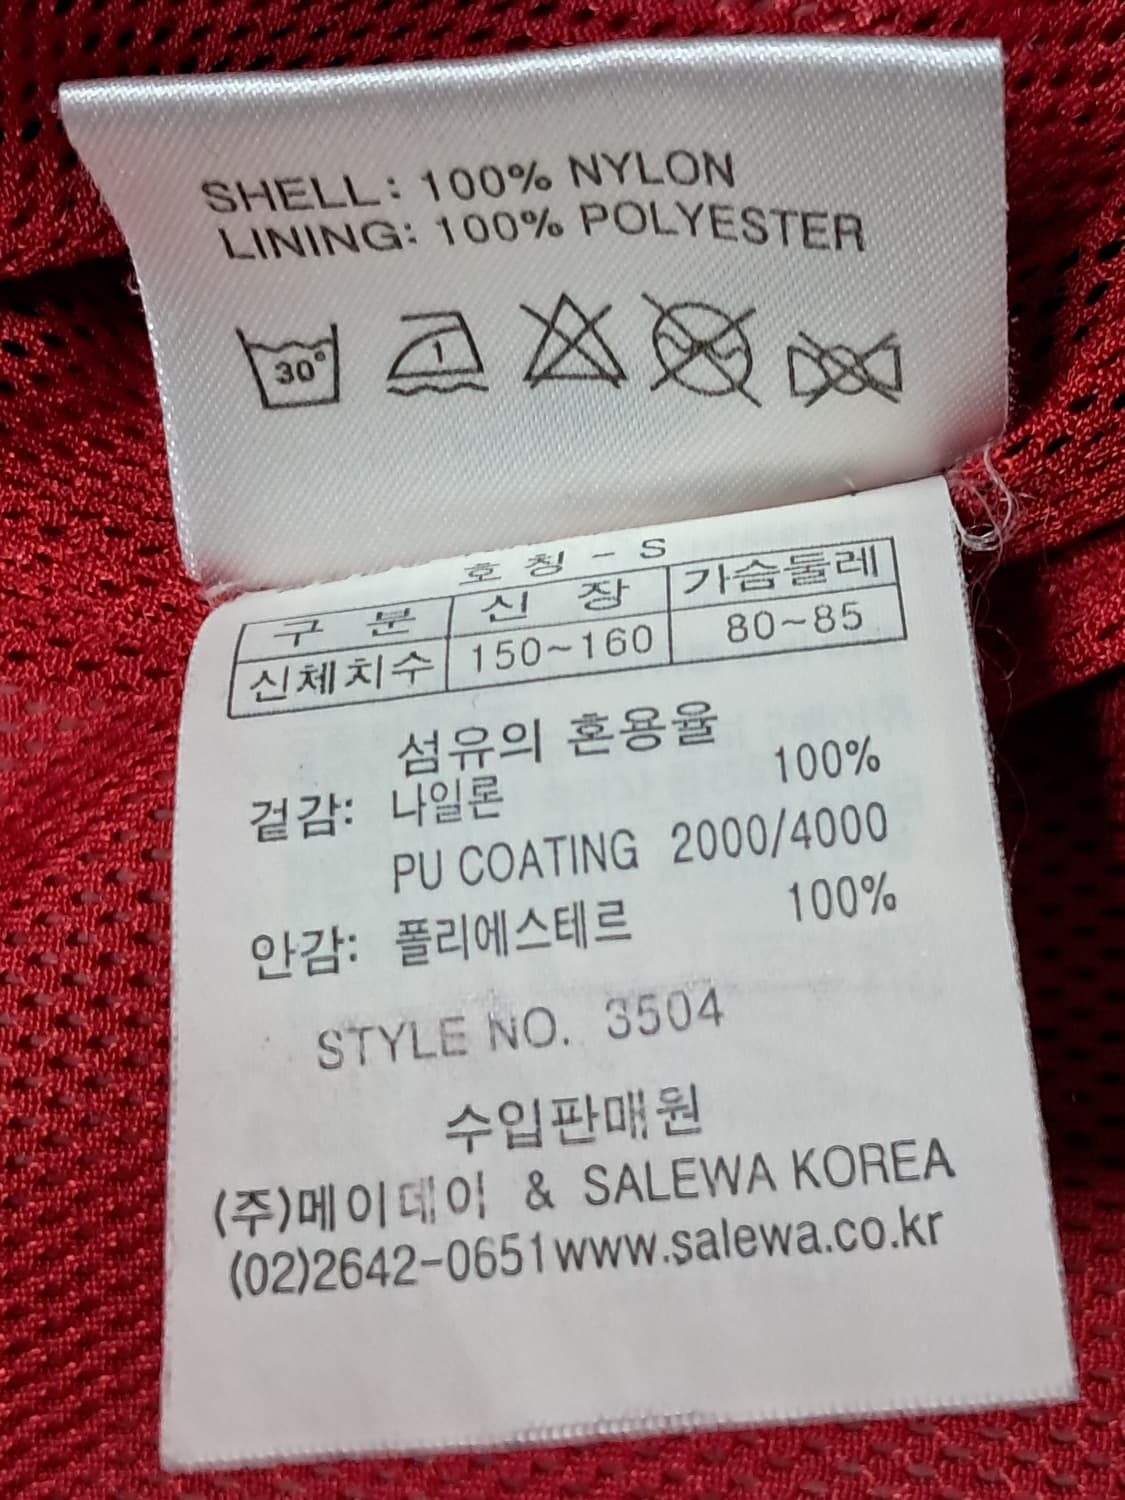 SHELL: 100% NYLON
LINING: 100% POLYESTER
30° 1
호칭 - S
구 분 신 장 가슴둘레
신체치수 150~160 80~85
섬유의 혼용율
겉감: 나일론 100%
PU COATING 2000/4000
안감: 폴리에스테르 100%
STYLE NO. 3504
수입판매원
(주)메이데이 & SALEWA KOREA
(02)2642-0651 www.salewa.co.kr